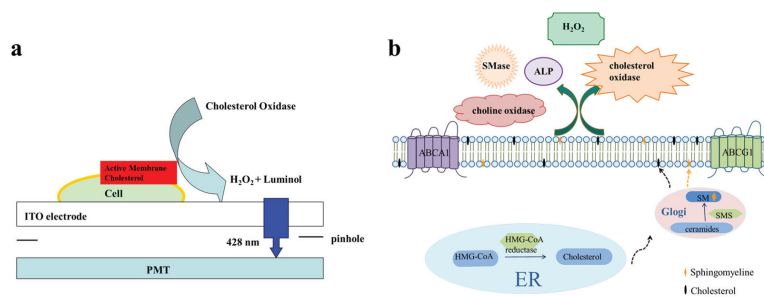 a
Cholesterol Oxidase
Active Membrane
Cholesterol
Cell
H₂O₂ + Luminol
ITO electrode
428 nm
pinhole
PMT
b
H₂O₂
SMase
ALP
cholesterol
oxidase
choline oxidase
ABCA1
ABCG1
SM
Glogi
SMS
ceramides
HMG-CoA
HMG-CoA
reductase
Cholesterol
ER
Sphingomyeline
Cholesterol